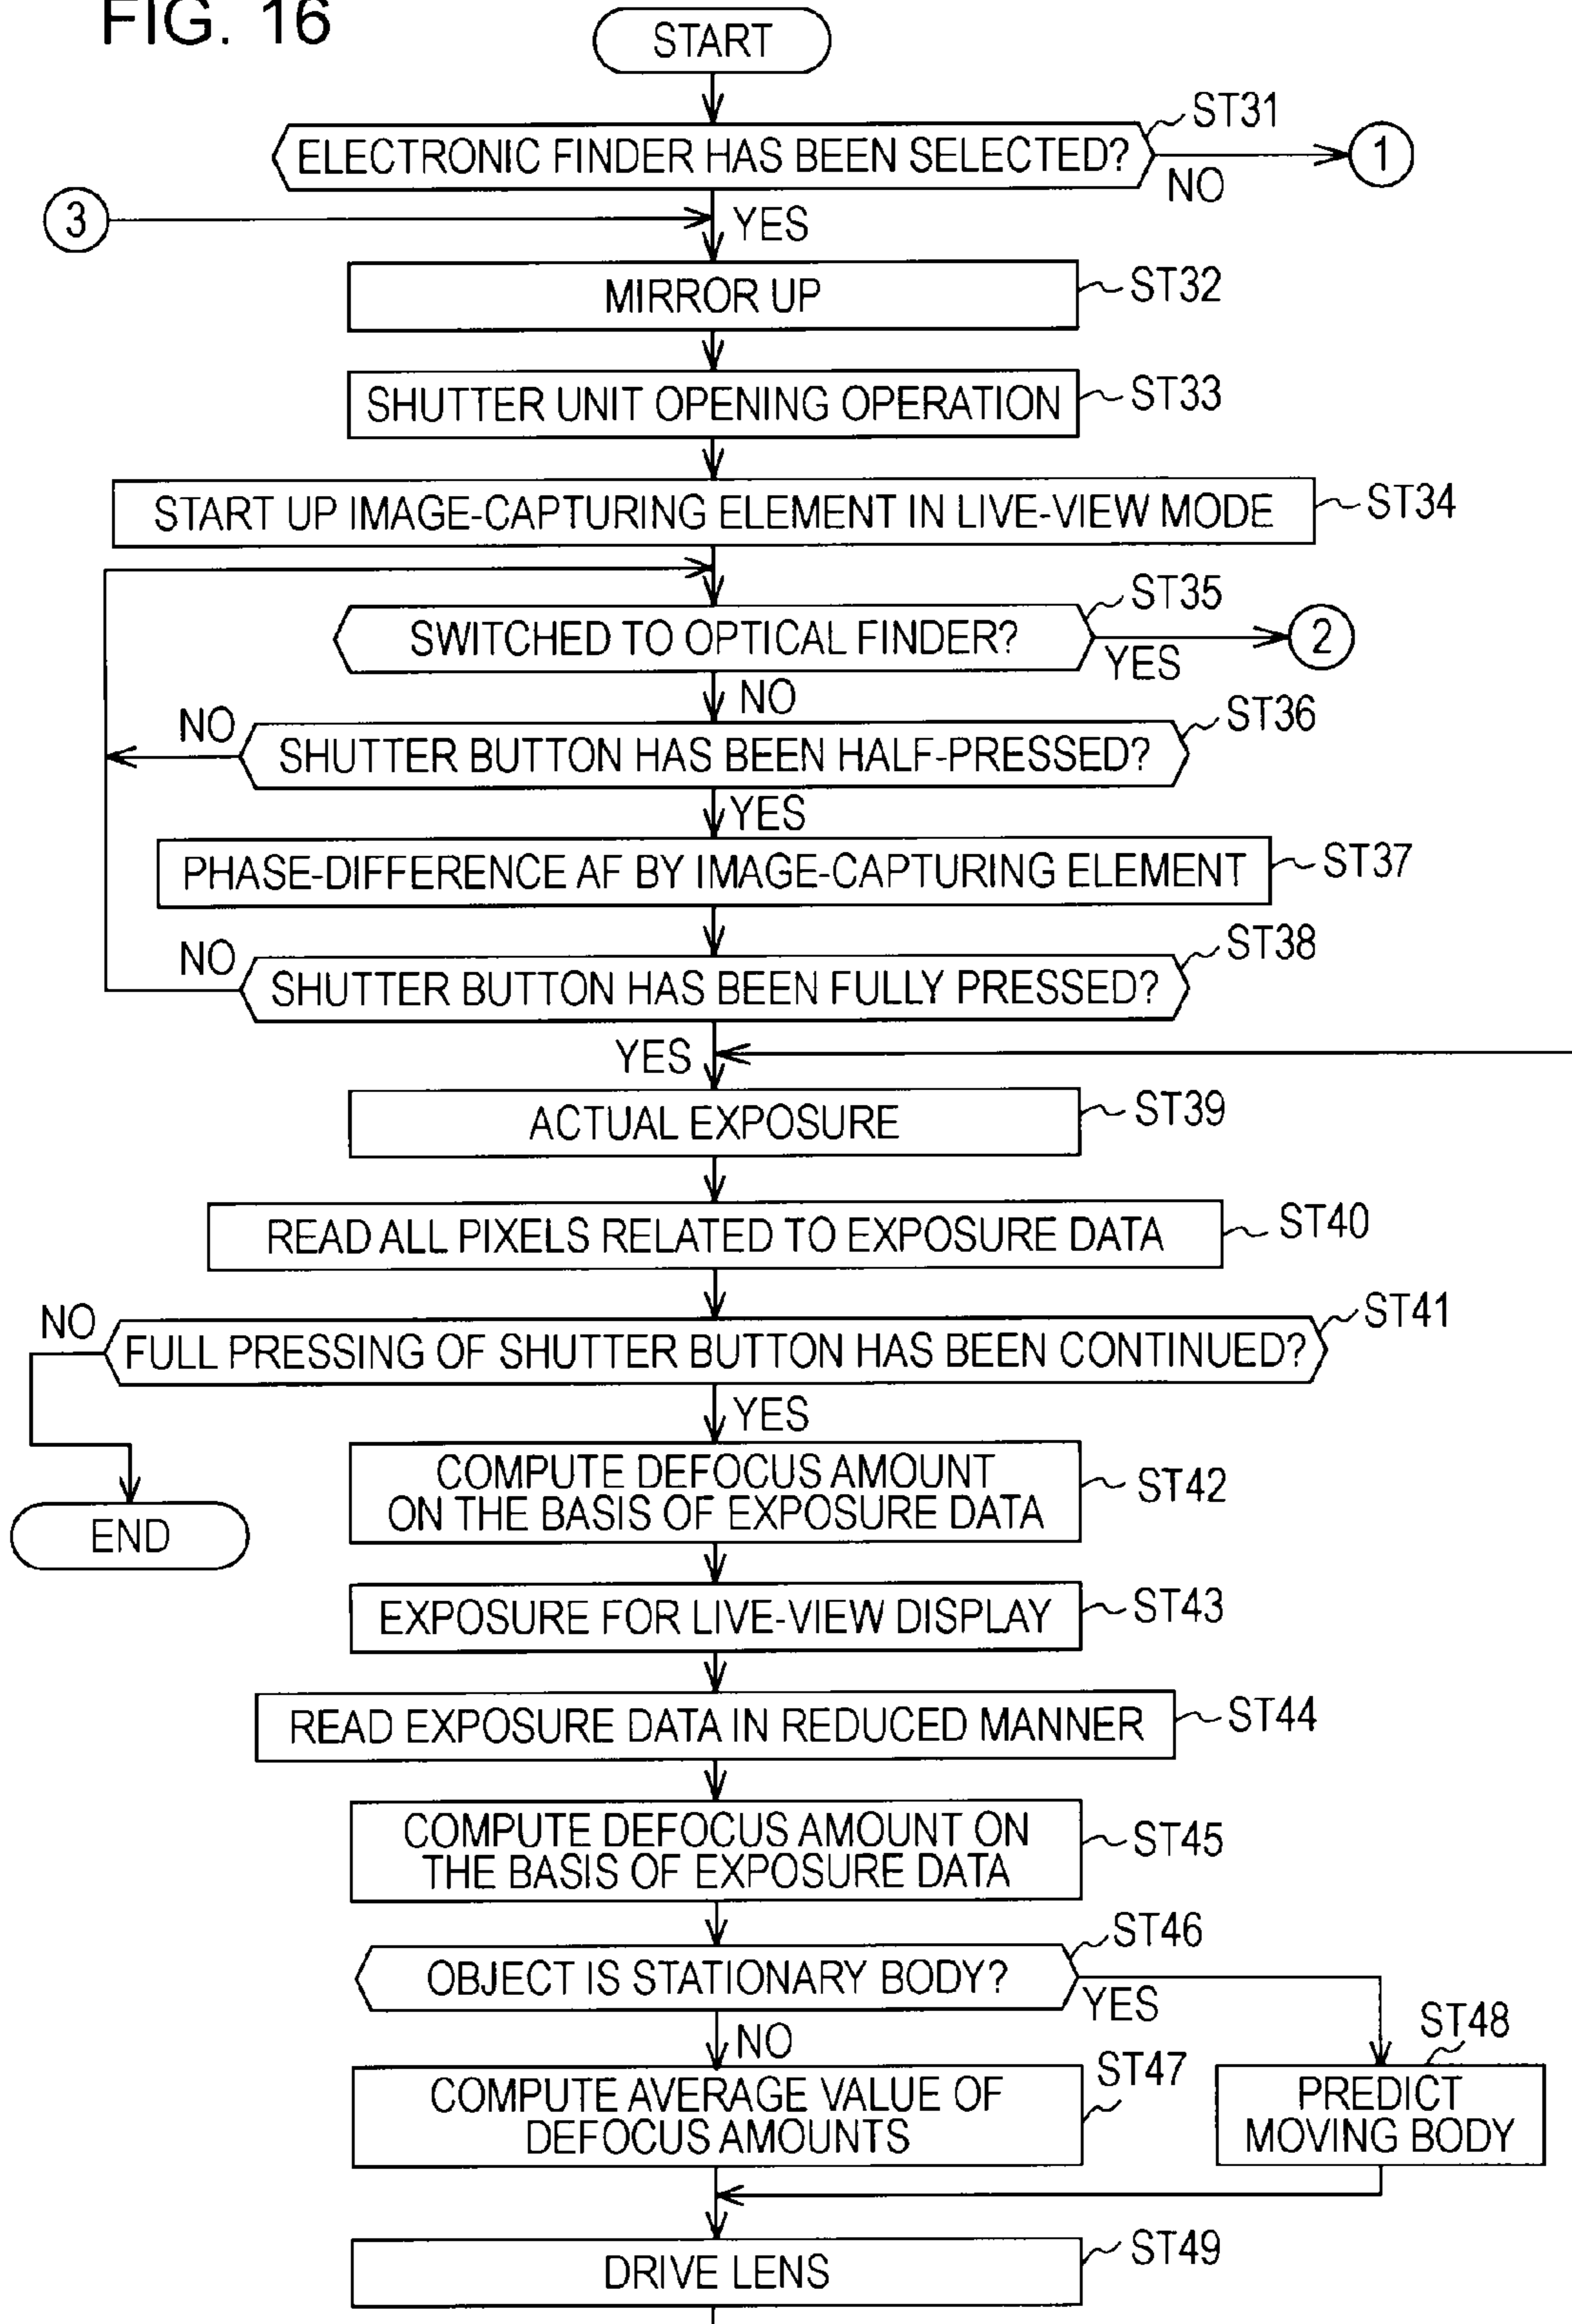 FIG. 16
START
ST31
ELECTRONIC FINDER HAS BEEN SELECTED?
1
NO
3
YES
MIRROR UP
ST32
SHUTTER UNIT OPENING OPERATION
ST33
START UP IMAGE-CAPTURING ELEMENT IN LIVE-VIEW MODE
ST34
ST35
SWITCHED TO OPTICAL FINDER?
2
YES
NO
ST36
NO
SHUTTER BUTTON HAS BEEN HALF-PRESSED?
YES
PHASE-DIFFERENCE AF BY IMAGE-CAPTURING ELEMENT
ST37
ST38
NO
SHUTTER BUTTON HAS BEEN FULLY PRESSED?
YES
ACTUAL EXPOSURE
ST39
READ ALL PIXELS RELATED TO EXPOSURE DATA
ST40
ST41
NO
FULL PRESSING OF SHUTTER BUTTON HAS BEEN CONTINUED?
YES
END
COMPUTE DEFOCUS AMOUNT
ON THE BASIS OF EXPOSURE DATA
ST42
EXPOSURE FOR LIVE-VIEW DISPLAY
ST43
READ EXPOSURE DATA IN REDUCED MANNER
ST44
COMPUTE DEFOCUS AMOUNT ON
THE BASIS OF EXPOSURE DATA
ST45
ST46
OBJECT IS STATIONARY BODY?
YES
NO
ST48
ST47
COMPUTE AVERAGE VALUE OF
DEFOCUS AMOUNTS
PREDICT
MOVING BODY
DRIVE LENS
ST49